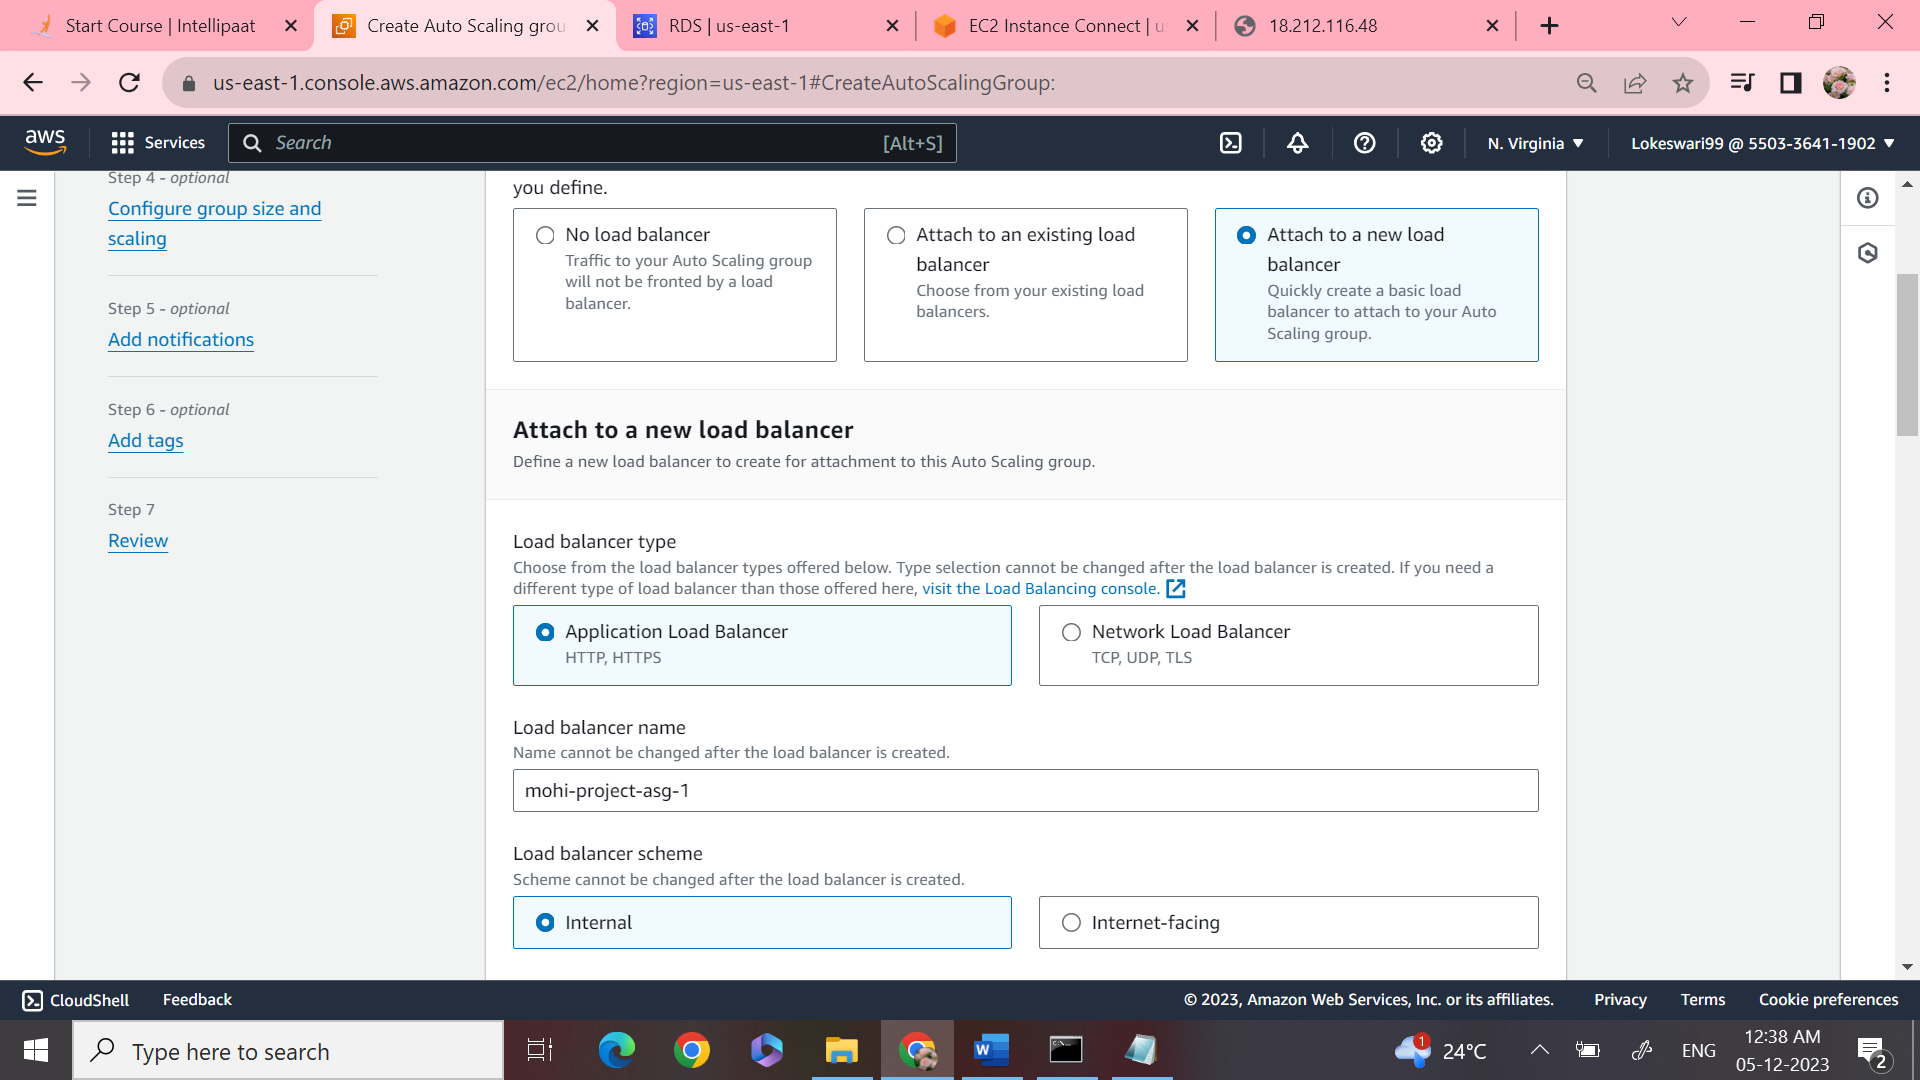 Start Course | Intellipaat
Create Auto Scaling grou
RDS | us-east-1
EC2 Instance Connect | u
18.212.116.48
us-east-1.console.aws.amazon.com/ec2/home?region=us-east-1#CreateAutoScalingGroup:
aws
Services
Search
[Alt+S]
N. Virginia
Lokeswari99 @ 5503-3641-1902
Step 4 - optional
Configure group size and
scaling
Step 5 - optional
Add notifications
Step 6 - optional
Add tags
Step 7
Review
you define.
No load balancer
Traffic to your Auto Scaling group
will not be fronted by a load
balancer.
Attach to an existing load
balancer
Choose from your existing load
balancers.
Attach to a new load
balancer
Quickly create a basic load
balancer to attach to your Auto
Scaling group.
Attach to a new load balancer
Define a new load balancer to create for attachment to this Auto Scaling group.
Load balancer type
Choose from the load balancer types offered below. Type selection cannot be changed after the load balancer is created. If you need a
different type of load balancer than those offered here, visit the Load Balancing console.
Application Load Balancer
HTTP, HTTPS
Network Load Balancer
TCP, UDP, TLS
Load balancer name
Name cannot be changed after the load balancer is created.
mohi-project-asg-1
Load balancer scheme
Scheme cannot be changed after the load balancer is created.
Internal
Internet-facing
CloudShell
Feedback
© 2023, Amazon Web Services, Inc. or its affiliates.
Privacy
Terms
Cookie preferences
Type here to search
W
1
24°C
ENG
12:38 AM
05-12-2023
2